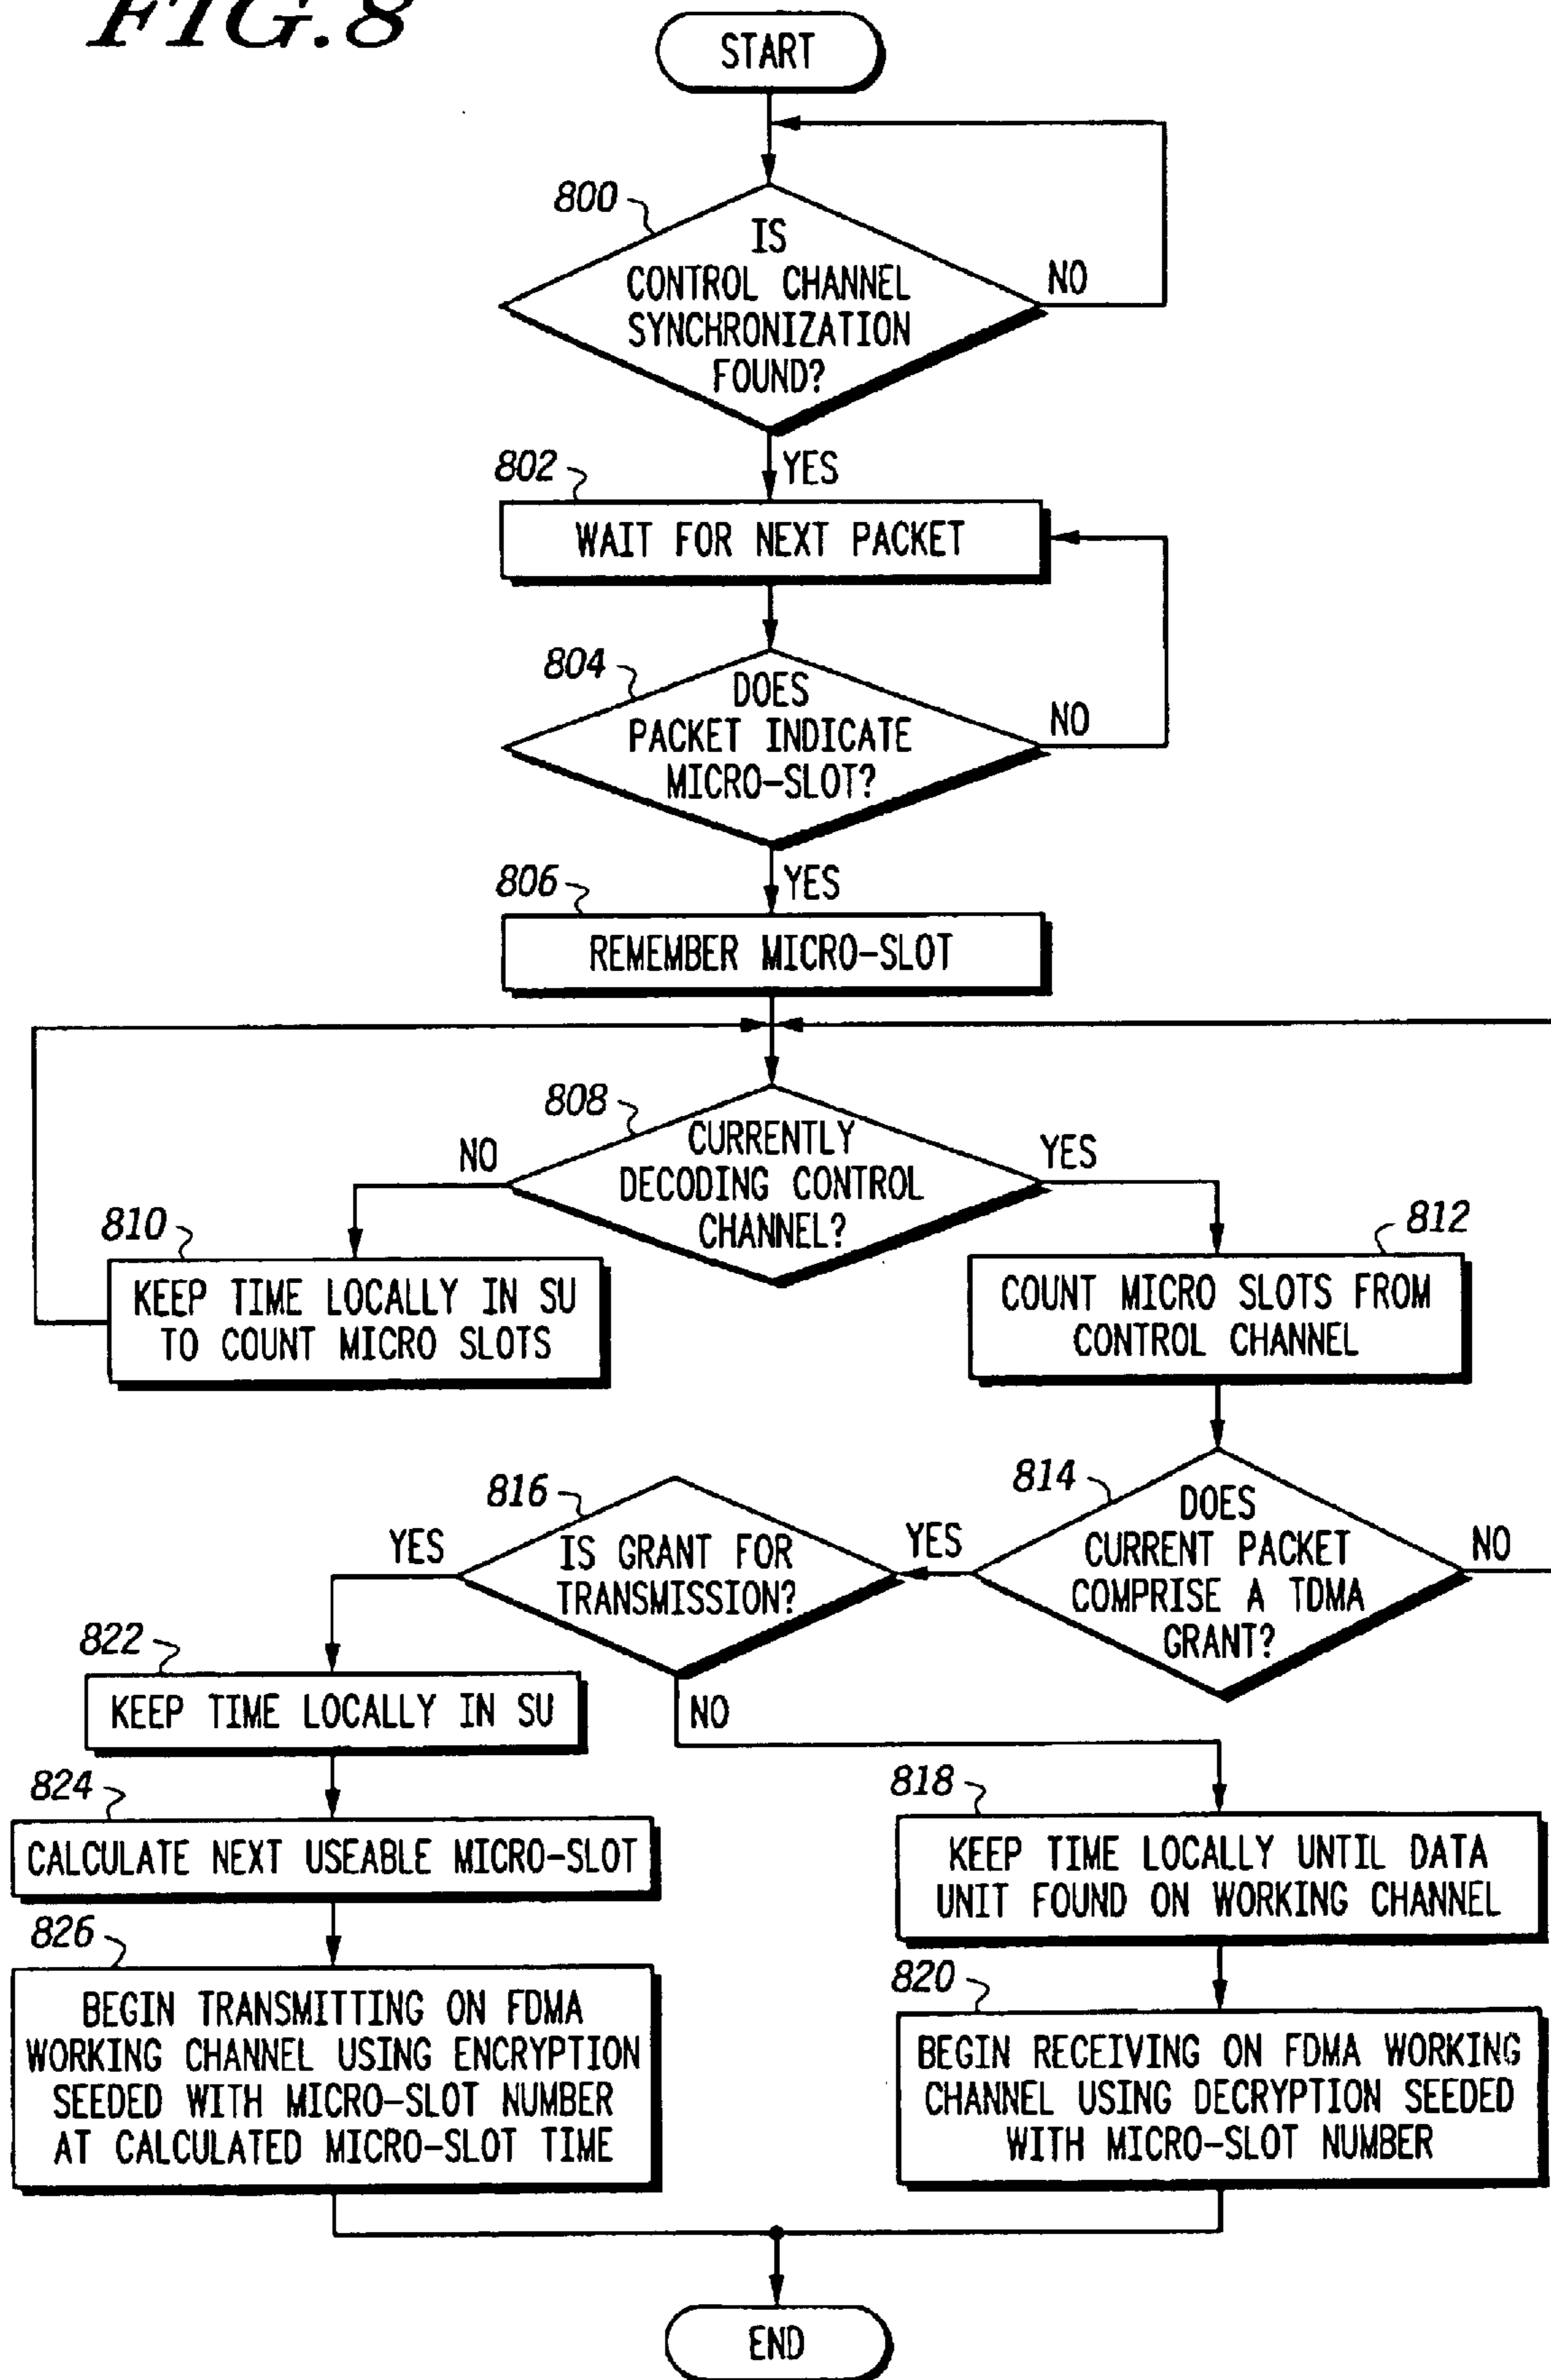 FIG.8
START
800
IS
CONTROL CHANNEL
SYNCHRONIZATION
FOUND?
NO
YES
802
WAIT FOR NEXT PACKET
804
DOES
PACKET INDICATE
MICRO-SLOT?
NO
YES
806
REMEMBER MICRO-SLOT
808
CURRENTLY
DECODING CONTROL
CHANNEL?
NO
YES
810
KEEP TIME LOCALLY IN SU
TO COUNT MICRO SLOTS
812
COUNT MICRO SLOTS FROM
CONTROL CHANNEL
814
DOES
CURRENT PACKET
COMPRISE A TDMA
GRANT?
NO
YES
816
IS GRANT FOR
TRANSMISSION?
YES
NO
822
KEEP TIME LOCALLY IN SU
824
CALCULATE NEXT USEABLE MICRO-SLOT
826
BEGIN TRANSMITTING ON FDMA
WORKING CHANNEL USING ENCRYPTION
SEEDED WITH MICRO-SLOT NUMBER
AT CALCULATED MICRO-SLOT TIME
818
KEEP TIME LOCALLY UNTIL DATA
UNIT FOUND ON WORKING CHANNEL
820
BEGIN RECEIVING ON FDMA WORKING
CHANNEL USING DECRYPTION SEEDED
WITH MICRO-SLOT NUMBER
END